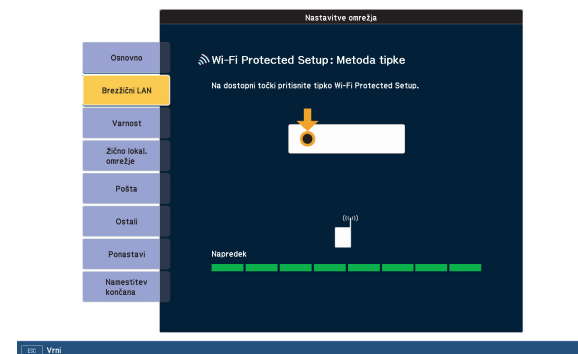 Nastavitve omrežja
Osnovno
Brezžični LAN
Varnost
Žično lokal.
omrežje
Pošta
Ostali
Ponastavi
Namestitev
končana
Wi-Fi Protected Setup: Metoda tipke
Na dostopni točki pritisnite tipko Wi-Fi Protected Setup.
Napredek
ESC Vrni